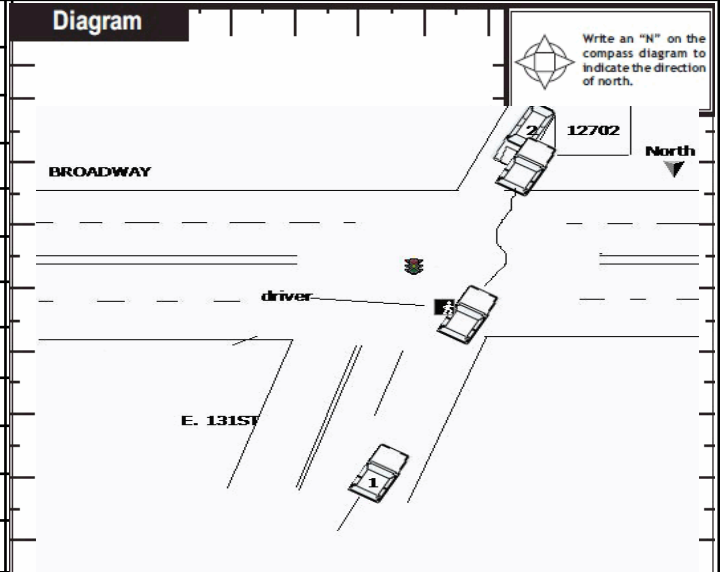 Diagram
Write an “N” on the
compass diagram to
indicate the direction
of north.
2
12702
North
BROADWAY
driver
E. 131ST
1